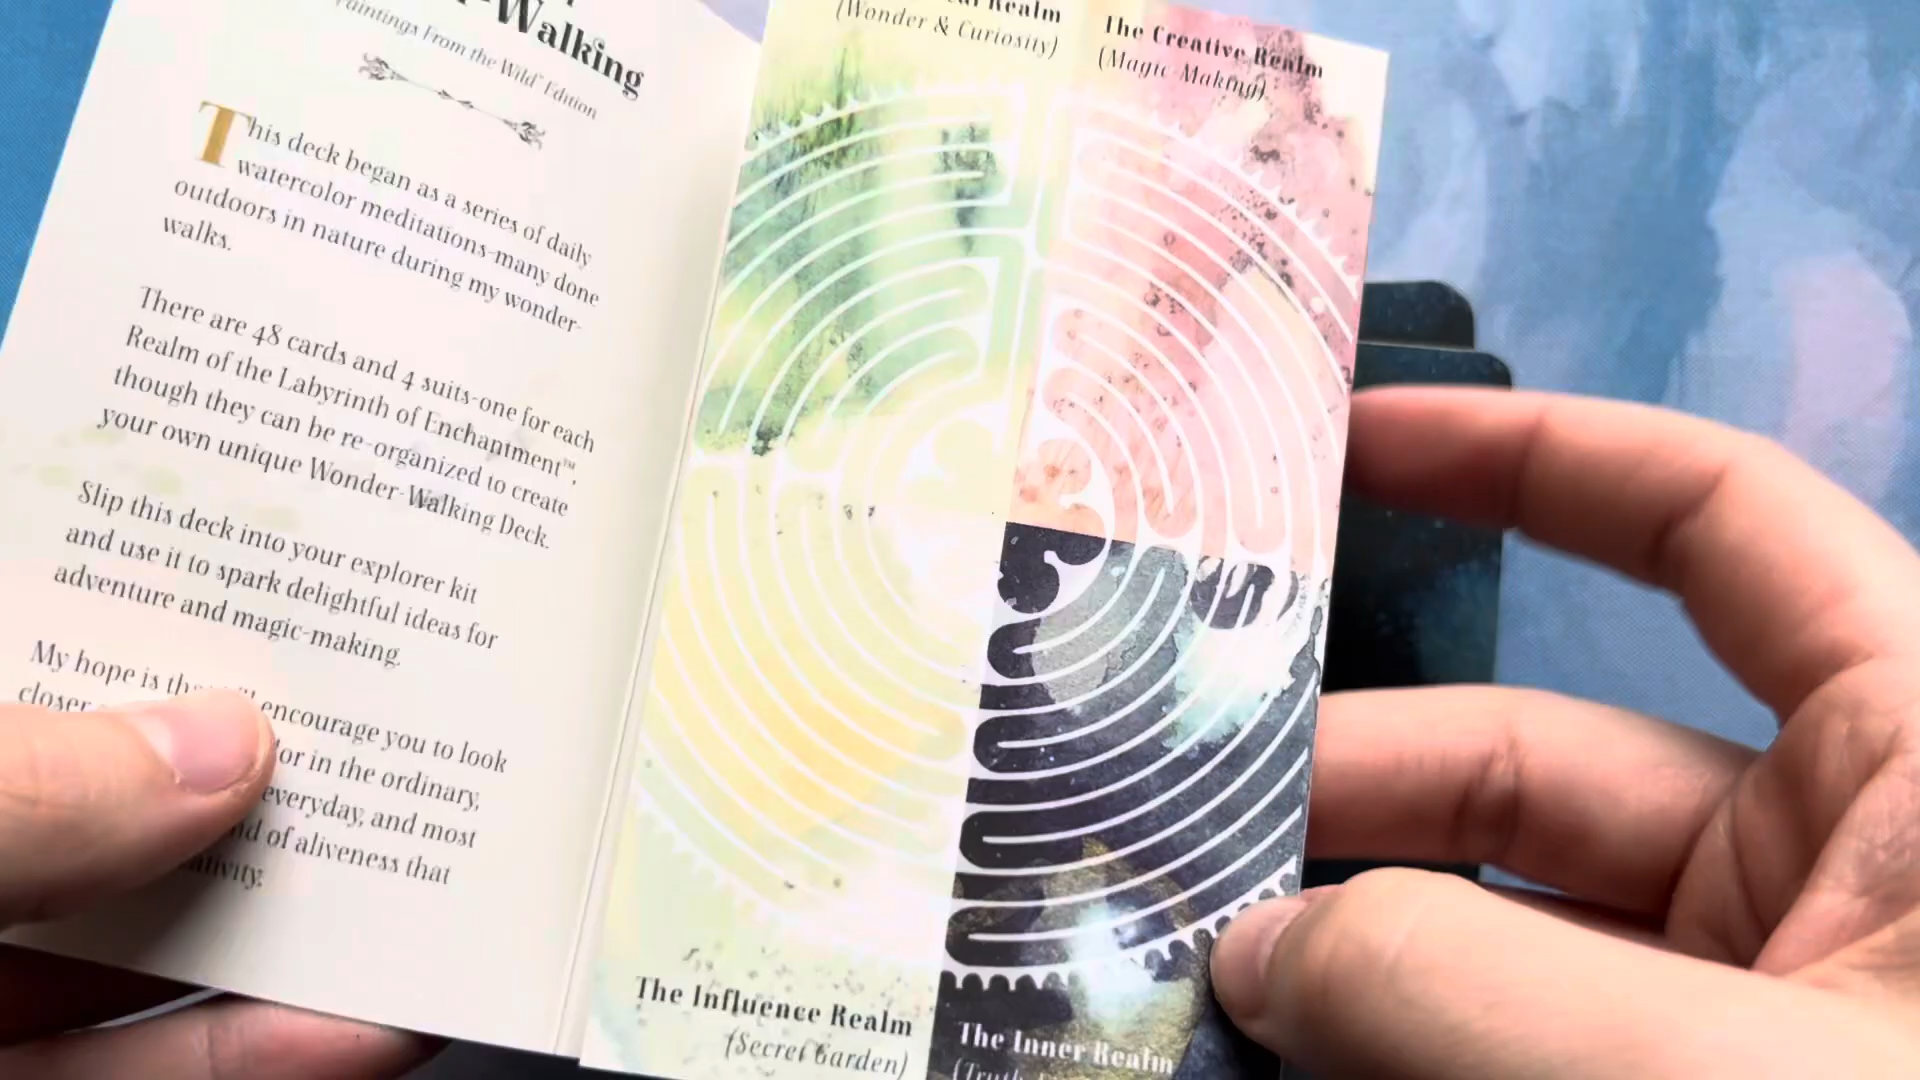 -Walking
Paintings From the Wild™ Edition
This deck began as a series of daily
watercolor meditations-many done
outdoors in nature during my wonder-
walks.
There are 48 cards and 4 suits-one for each
Realm of the Labyrinth of Enchantment™,
though they can be re-organized to create
your own unique Wonder-Walking Deck.
Slip this deck into your explorer kit
and use it to spark delightful ideas for
adventure and magic-making.
My hope is encourage you to look
closer in the ordinary,
everyday, and most
of aliveness that
Realm
(Wonder & Curiosity)
The Creative Realm
(Magic-Making)
The Influence Realm
(Secret Garden)
The Inner Realm
(Truth